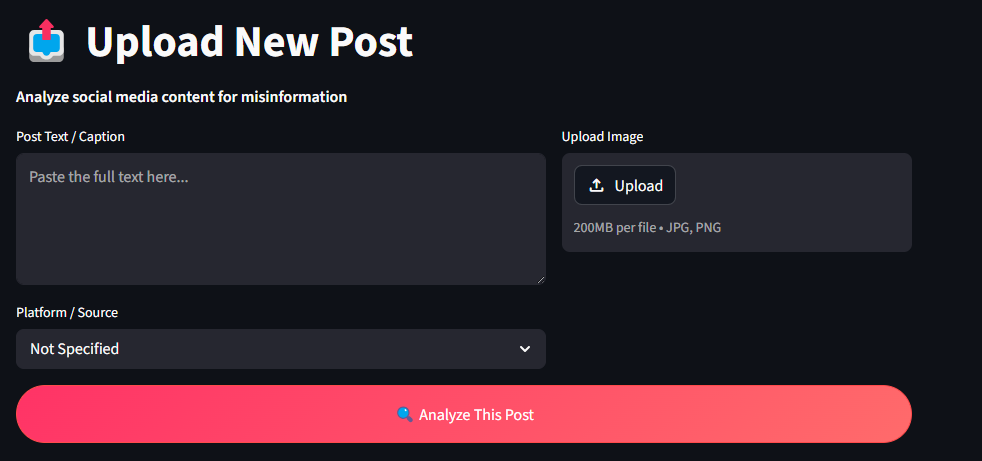 Upload New Post
Analyze social media content for misinformation
Post Text / Caption
Paste the full text here...
Upload Image
Upload
200MB per file • JPG, PNG
Platform / Source
Not Specified
Analyze This Post